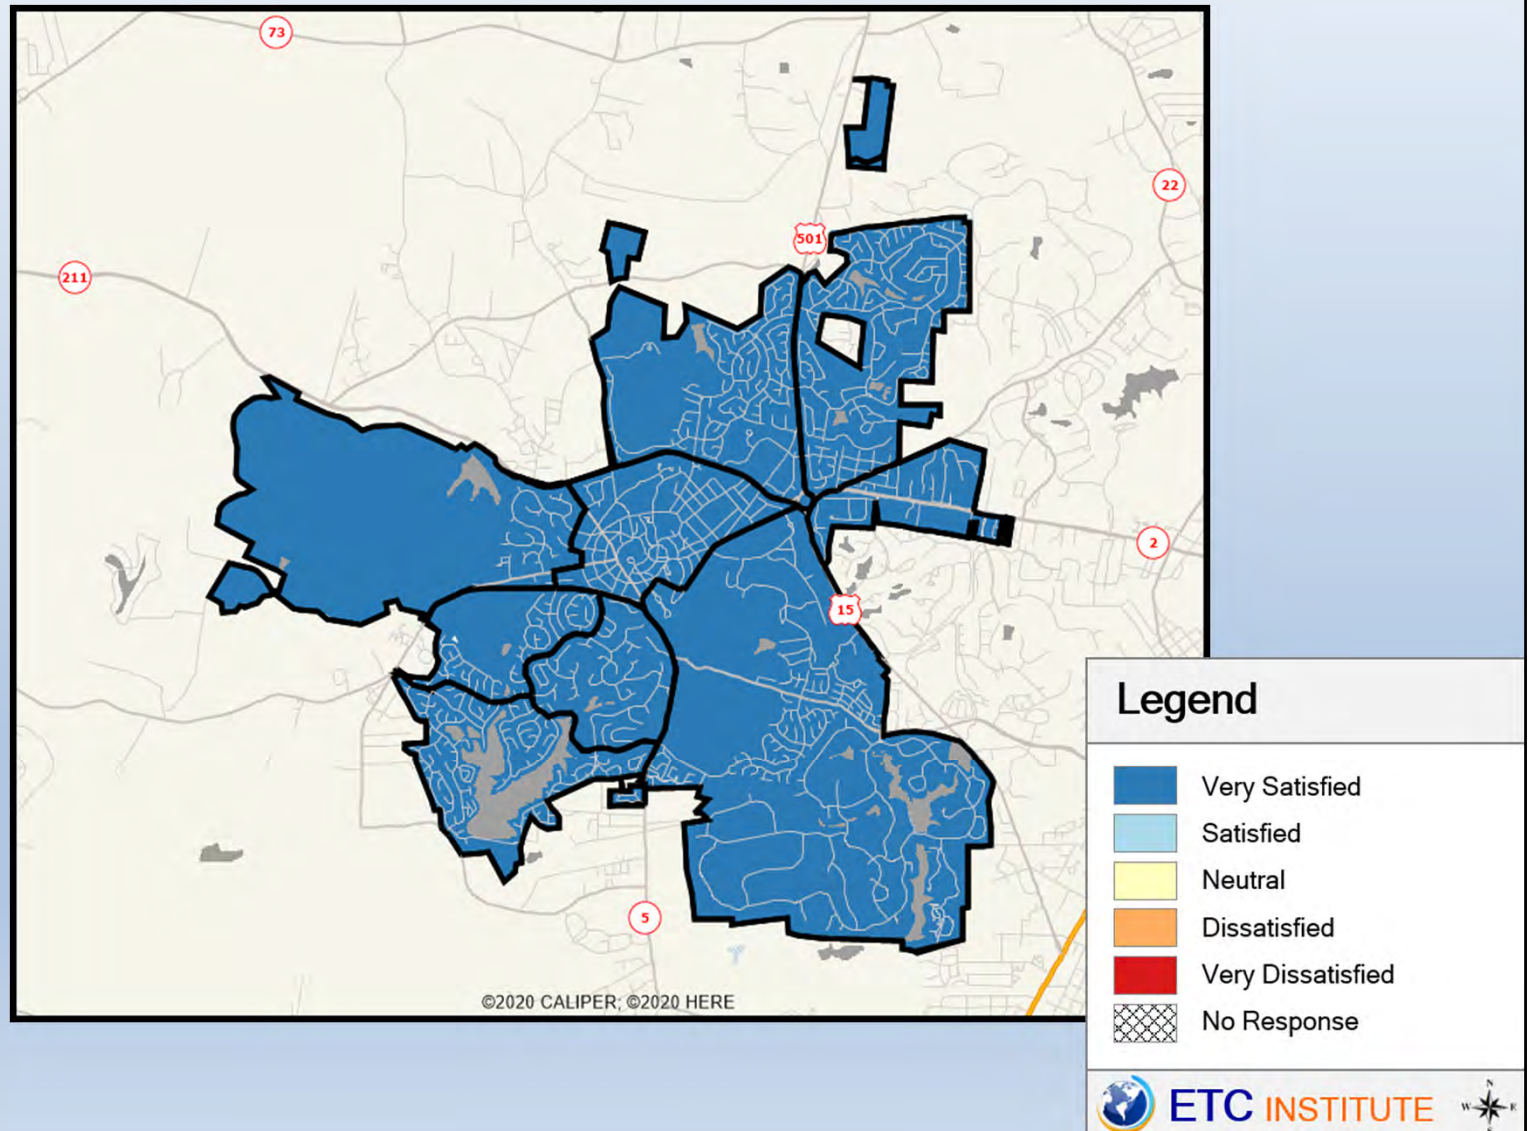 73
22
501
211
2
15
5
©2020 CALIPER; ©2020 HERE
Legend
Very Satisfied
Satisfied
Neutral
Dissatisfied
Very Dissatisfied
No Response
ETC INSTITUTE
N
W E
S